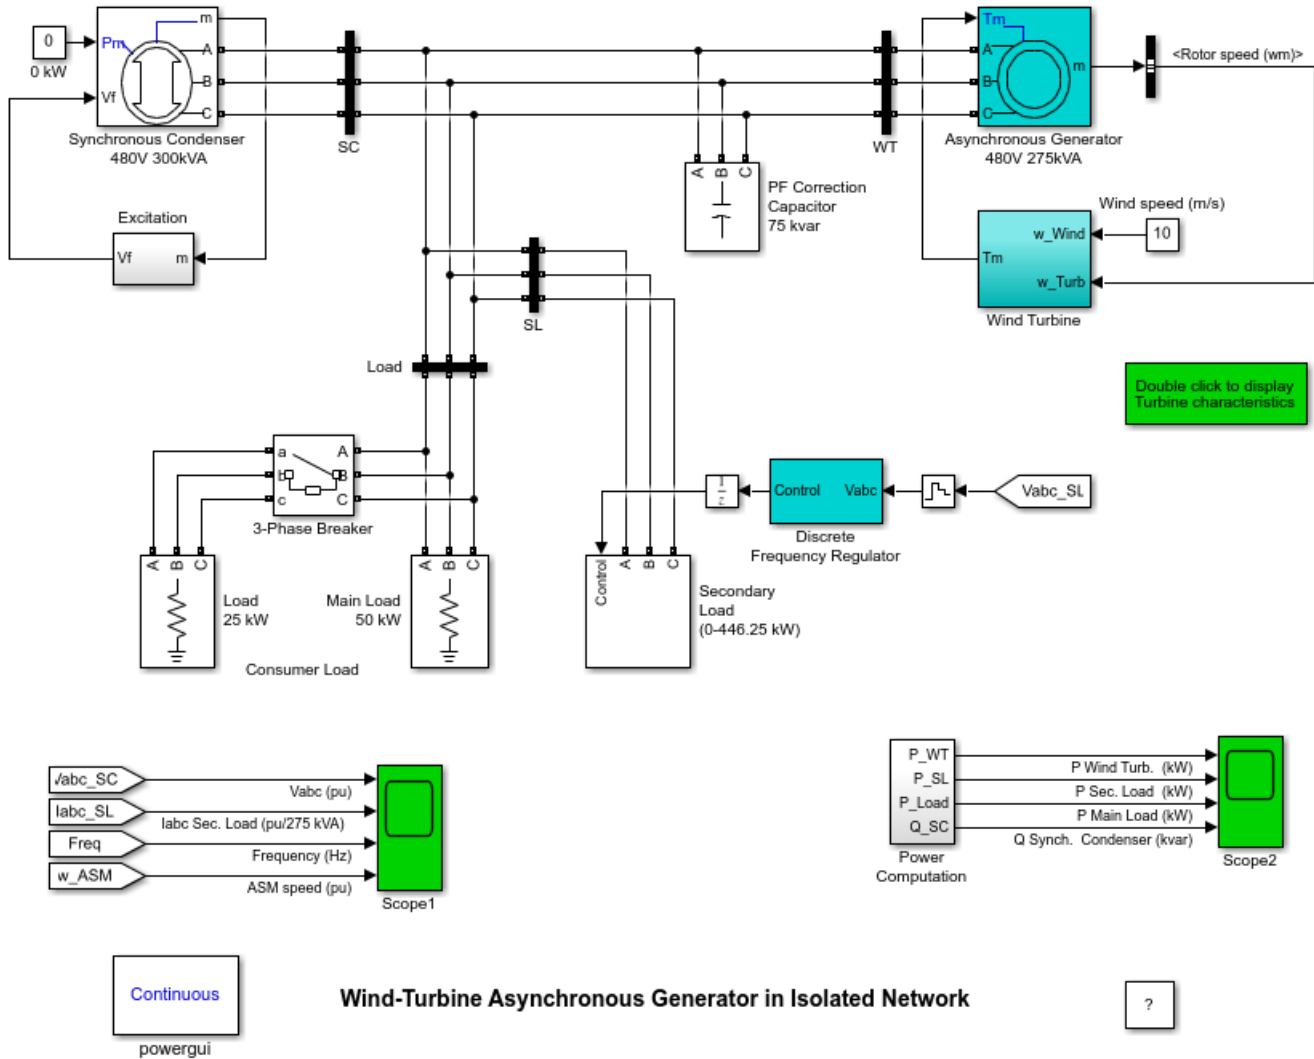 0
0 kW
Pm
m
A
B
C
Vf
Synchronous Condenser
480V 300kVA
SC
Excitation
Vf
m
WT
Tm
A
B
C
m
Asynchronous Generator
480V 275kVA
<Rotor speed (wm)>
A
B
C
PF Correction
Capacitor
75 kvar
Wind speed (m/s)
10
w_Wind
Tm
w_Turb
Wind Turbine
SL
Load
Double click to display
Turbine characteristics
a
b
c
A
B
C
3-Phase Breaker
A
B
C
Load
25 kW
A
B
C
Main Load
50 kW
Consumer Load
Control
A
B
C
Secondary
Load
(0-446.25 kW)
1
z
Control
Vabc
Discrete
Frequency Regulator
Vabc_SL
Vabc_SC
Iabc_SL
Freq
w_ASM
Vabc (pu)
Iabc Sec. Load (pu/275 kVA)
Frequency (Hz)
ASM speed (pu)
Scope1
P_WT
P_SL
P_Load
Q_SC
Power
Computation
P Wind Turb. (kW)
P Sec. Load (kW)
P Main Load (kW)
Q Synch. Condenser (kvar)
Scope2
Continuous
powergui
Wind-Turbine Asynchronous Generator in Isolated Network
?